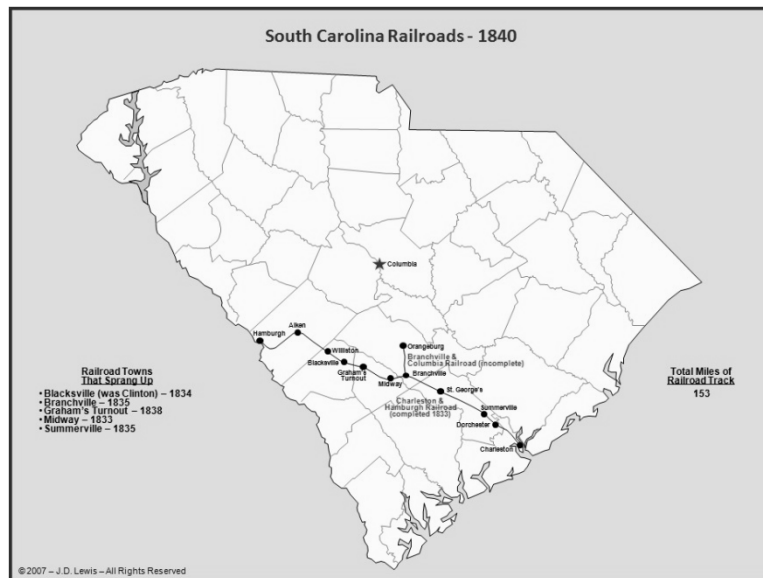 South Carolina Railroads - 1840
Columbia
Hamburgh
Aiken
Williston
Blacksville
Graham's
Turnout
Midway
Orangeburg
Branchville &
Columbia Railroad (incomplete)
Branchville
St. George's
Charleston &
Hamburgh Railroad
(completed 1833)
Summerville
Dorchester
Charleston
Railroad Towns
That Sprang Up
• Blacksville (was Clinton) – 1834
• Branchville – 1835
• Graham's Turnout – 1838
• Midway – 1833
• Summerville – 1835
Total Miles of
Railroad Track
153
© 2007 – J.D. Lewis – All Rights Reserved